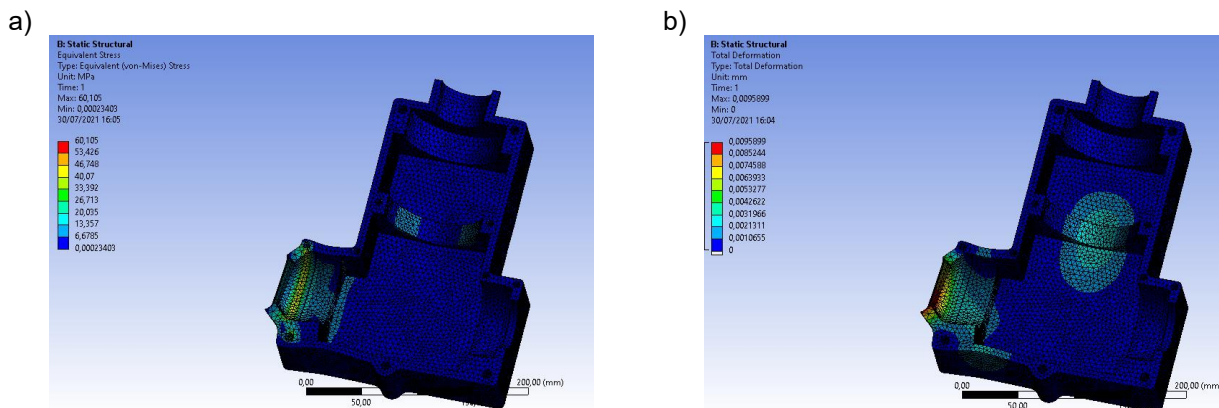 a)
B: Static Structural
Equivalent Stress
Type: Equivalent (von-Mises) Stress
Unit: MPa
Time: 1
Max: 60,105
Min: 0,00023403
30/07/2021 16:05
60,105
53,426
46,748
40,07
33,392
26,713
20,035
13,357
6,6785
0,00023403
0,00
200,00 (mm)
50,00
b)
B: Static Structural
Total Deformation
Type: Total Deformation
Unit: mm
Time: 1
Max: 0,0095899
Min: 0
30/07/2021 16:04
0,0095899
0,0085244
0,0074588
0,0063933
0,0053277
0,0042622
0,0031966
0,0021311
0,0010655
0
0,00
200,00 (mm)
50,00